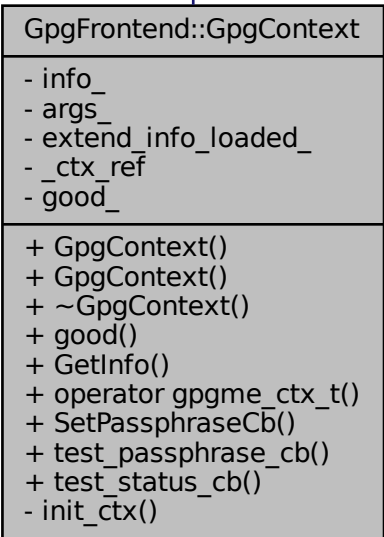 GpgFrontend::GpgContext
- info_
- args_
- extend_info_loaded_
- _ctx_ref
- good_
+ GpgContext()
+ GpgContext()
+ ~GpgContext()
+ good()
+ GetInfo()
+ operator gpgme_ctx_t()
+ SetPassphraseCb()
+ test_passphrase_cb()
+ test_status_cb()
- init_ctx()